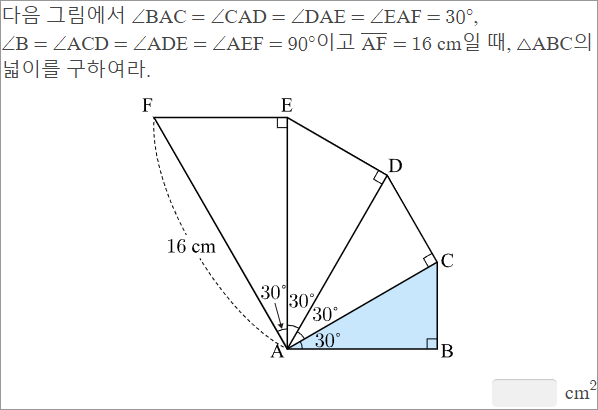 다음 그림에서 ∠BAC = ∠CAD = ∠DAE = ∠EAF = 30°,
∠B = ∠ACD = ∠ADE = ∠AEF = 90°이고 A̅F̅ = 16 cm일 때, △ABC의
넓이를 구하여라.
F
E
D
16 cm
C
30°
30°
30°
30°
A
B
cm²